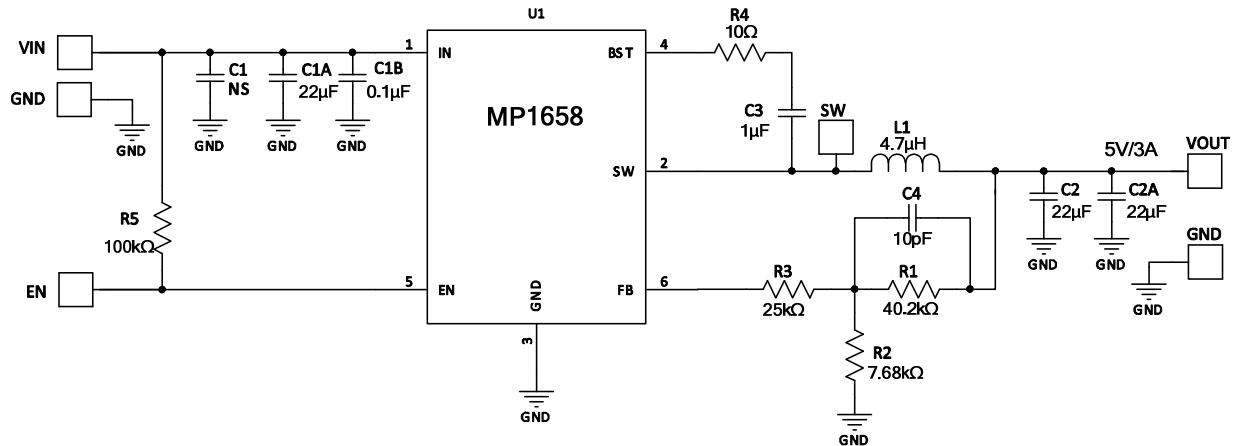 U1
VIN
1
IN
C1
NS
C1A
22µF
C1B
0.1µF
GND
GND
GND
GND
GND
MP1658
BST
4
R4
10Ω
C3
1µF
SW
SW
2
L1
4.7µH
5V/3A
VOUT
C2
22µF
C2A
22µF
GND
GND
GND
GND
C4
10pF
R5
100kΩ
EN
5
EN
GND
3
GND
FB
6
R3
25kΩ
R1
40.2kΩ
R2
7.68kΩ
GND